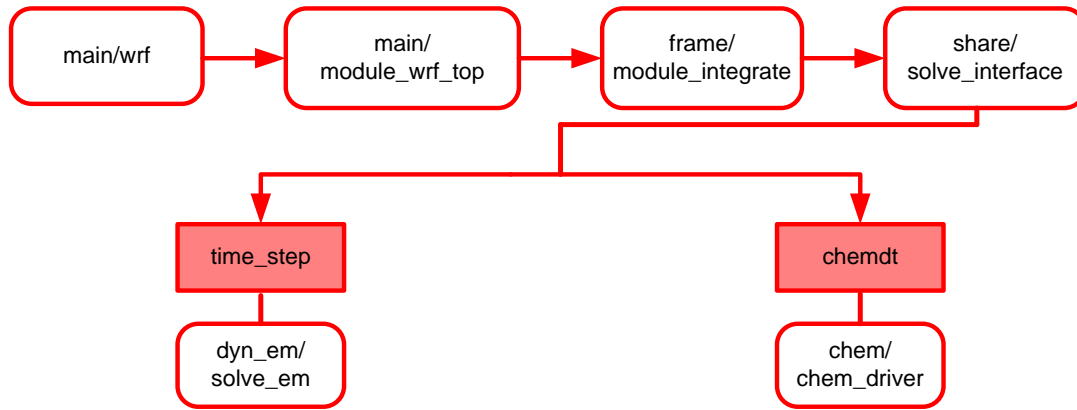 main/wrf
main/
module_wrf_top
frame/
module_integrate
share/
solve_interface
time_step
chemdt
dyn_em/
solve_em
chem/
chem_driver